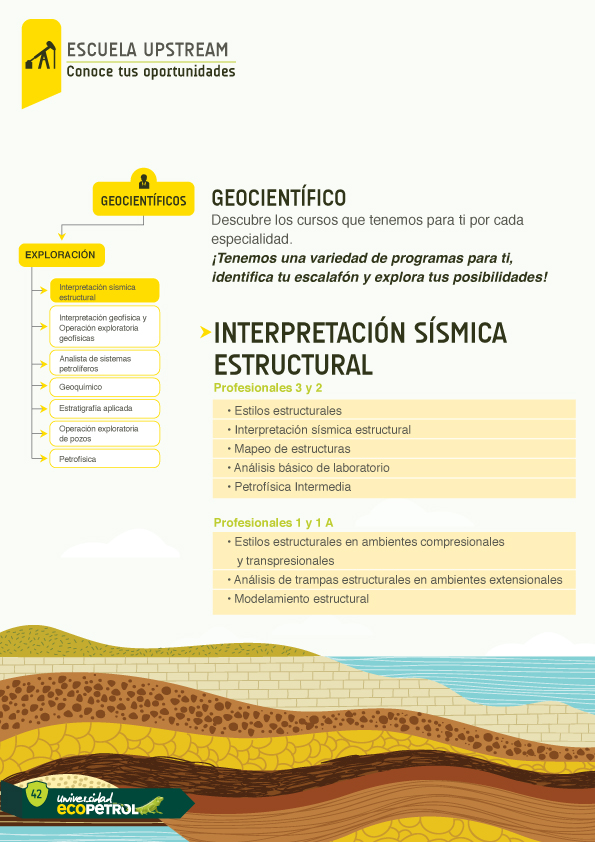 ESCUELA UPSTREAM
Conoce tus oportunidades
GEOCIENTÍFICOS
EXPLORACIÓN
Interpretación sísmica
estructural
Interpretación geofísica y
Operación exploratoria
geofísicas
Analista de sistemas
petrolíferos
Geoquímico
Estratigrafía aplicada
Operación exploratoria
de pozos
Petrofísica
GEOCIENTÍFICO
Descubre los cursos que tenemos para ti por cada
especialidad.
¡Tenemos una variedad de programas para ti,
identifica tu escalafón y explora tus posibilidades!
INTERPRETACIÓN SÍSMICA
ESTRUCTURAL
Profesionales 3 y 2
• Estilos estructurales
• Interpretación sísmica estructural
• Mapeo de estructuras
• Análisis básico de laboratorio
• Petrofísica Intermedia
Profesionales 1 y 1 A
• Estilos estructurales en ambientes compresionales
y transpresionales
• Análisis de trampas estructurales en ambientes extensionales
• Modelamiento estructural
42
universidad
ECOPETROL